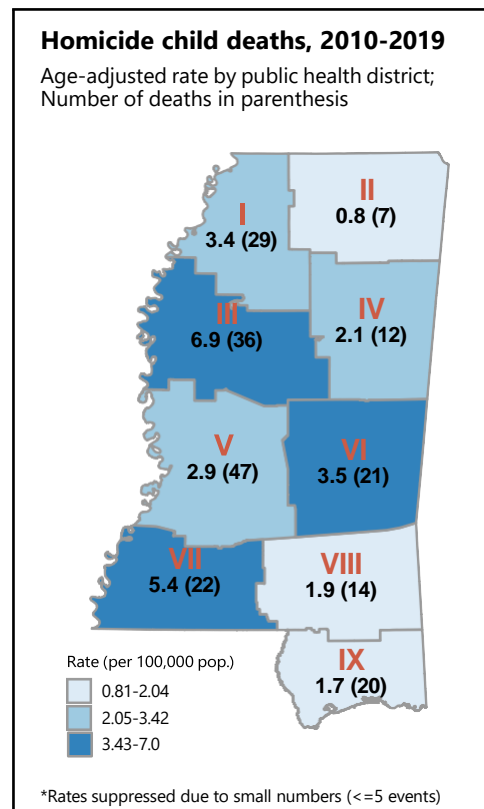 Homicide child deaths, 2010-2019
Age-adjusted rate by public health district;
Number of deaths in parenthesis
II
0.8 (7)
I
3.4 (29)
III
6.9 (36)
IV
2.1 (12)
V
2.9 (47)
VI
3.5 (21)
VII
5.4 (22)
VIII
1.9 (14)
IX
1.7 (20)
Rate (per 100,000 pop.)
0.81-2.04
2.05-3.42
3.43-7.0
*Rates suppressed due to small numbers (<=5 events)